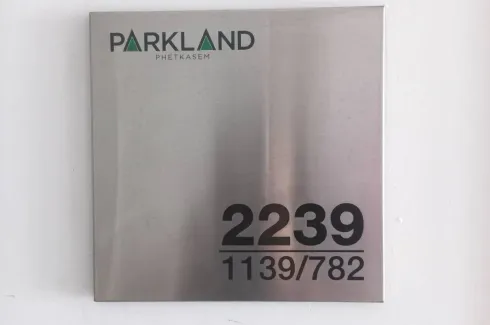 PARKLAND
PHETKASEM
2239
1139/782